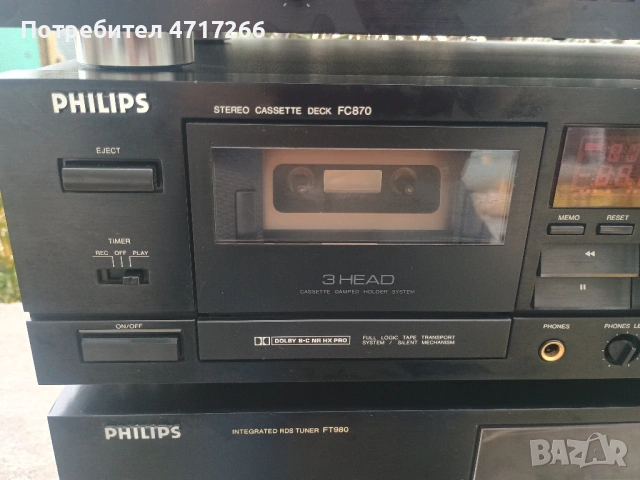 Потребител 4717266
PHILIPS
STEREO CASSETTE DECK FC870
EJECT
TIMER
REC OFF PLAY
ON/OFF
3 HEAD
CASSETTE DAMPED HOLDER SYSTEM
DOLBY B-C NR HX PRO
FULL LOGIC TAPE TRANSPORT
SYSTEM / SILENT MECHANISM
MEMO
RESET
PHONES
PHONES LE
PHILIPS
INTEGRATED RDS TUNER FT980
BAZAR